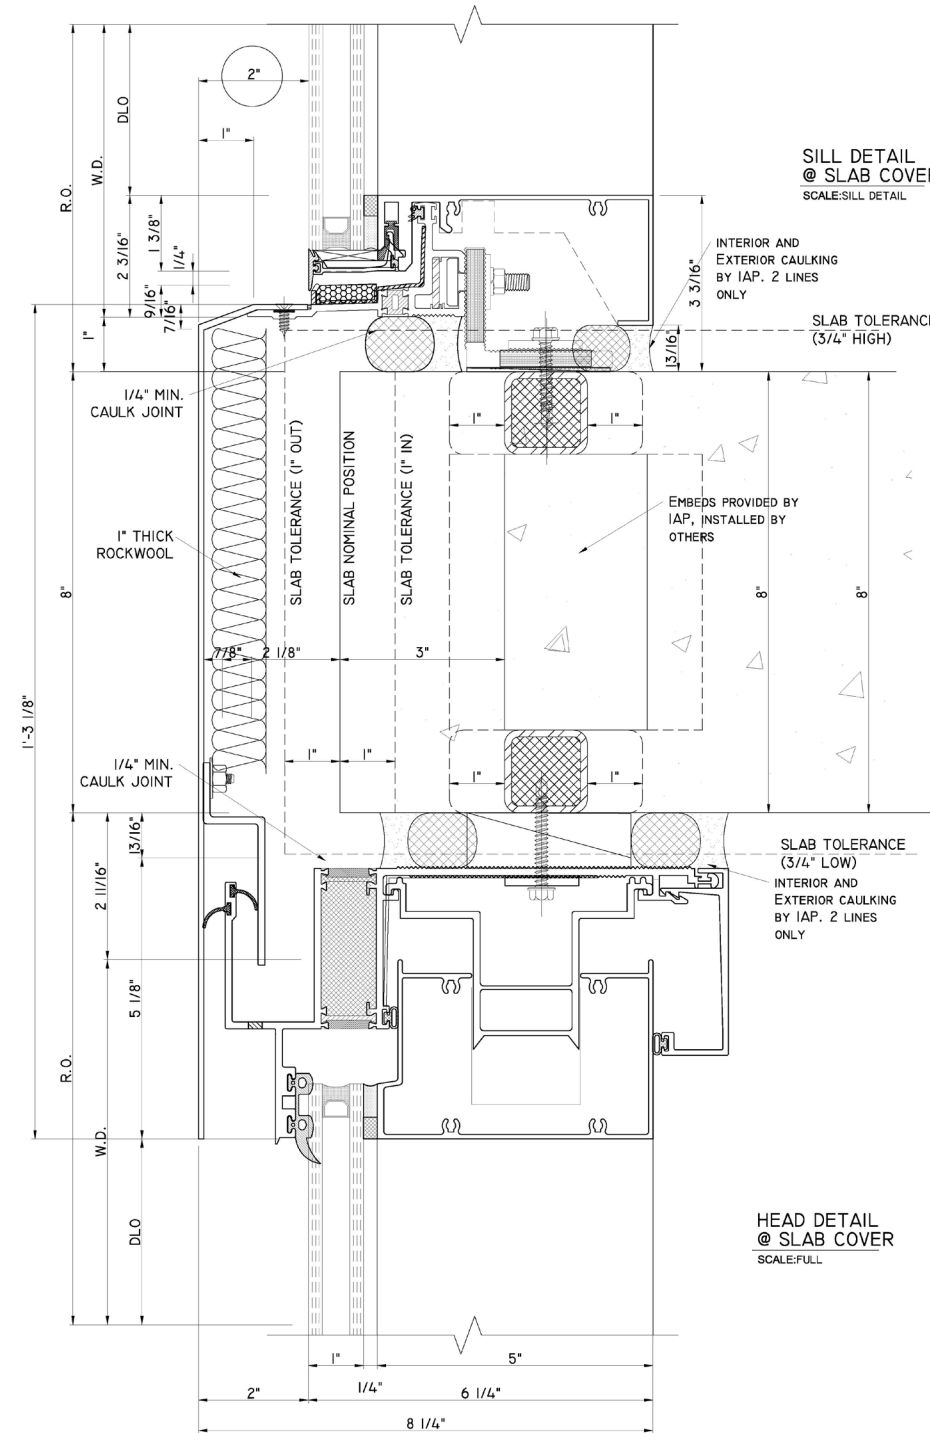 2"
1"
DLO
W.D.
R.O.
SILL DETAIL
@ SLAB COVER
SCALE:SILL DETAIL
2 3/16"
1 3/8"
1/4"
9/16"
7/16"
1"
3 3/16"
13/16"
INTERIOR AND
EXTERIOR CAULKING
BY IAP. 2 LINES
ONLY
SLAB TOLERANCE
(3/4" HIGH)
1/4" MIN.
CAULK JOINT
1"
1"
SLAB TOLERANCE (1" OUT)
SLAB NOMINAL POSITION
SLAB TOLERANCE (1" IN)
EMBEDS PROVIDED BY
IAP, INSTALLED BY
OTHERS
1" THICK
ROCKWOOL
8"
8"
8"
7/8"
2 1/8"
3"
1'-3 1/8"
1/4" MIN.
CAULK JOINT
1"
1"
1"
1"
13/16"
2 11/16"
5 1/8"
SLAB TOLERANCE
(3/4" LOW)
INTERIOR AND
EXTERIOR CAULKING
BY IAP. 2 LINES
ONLY
R.O.
W.D.
DLO
HEAD DETAIL
@ SLAB COVER
SCALE:FULL
1"
5"
1/4"
2"
6 1/4"
8 1/4"